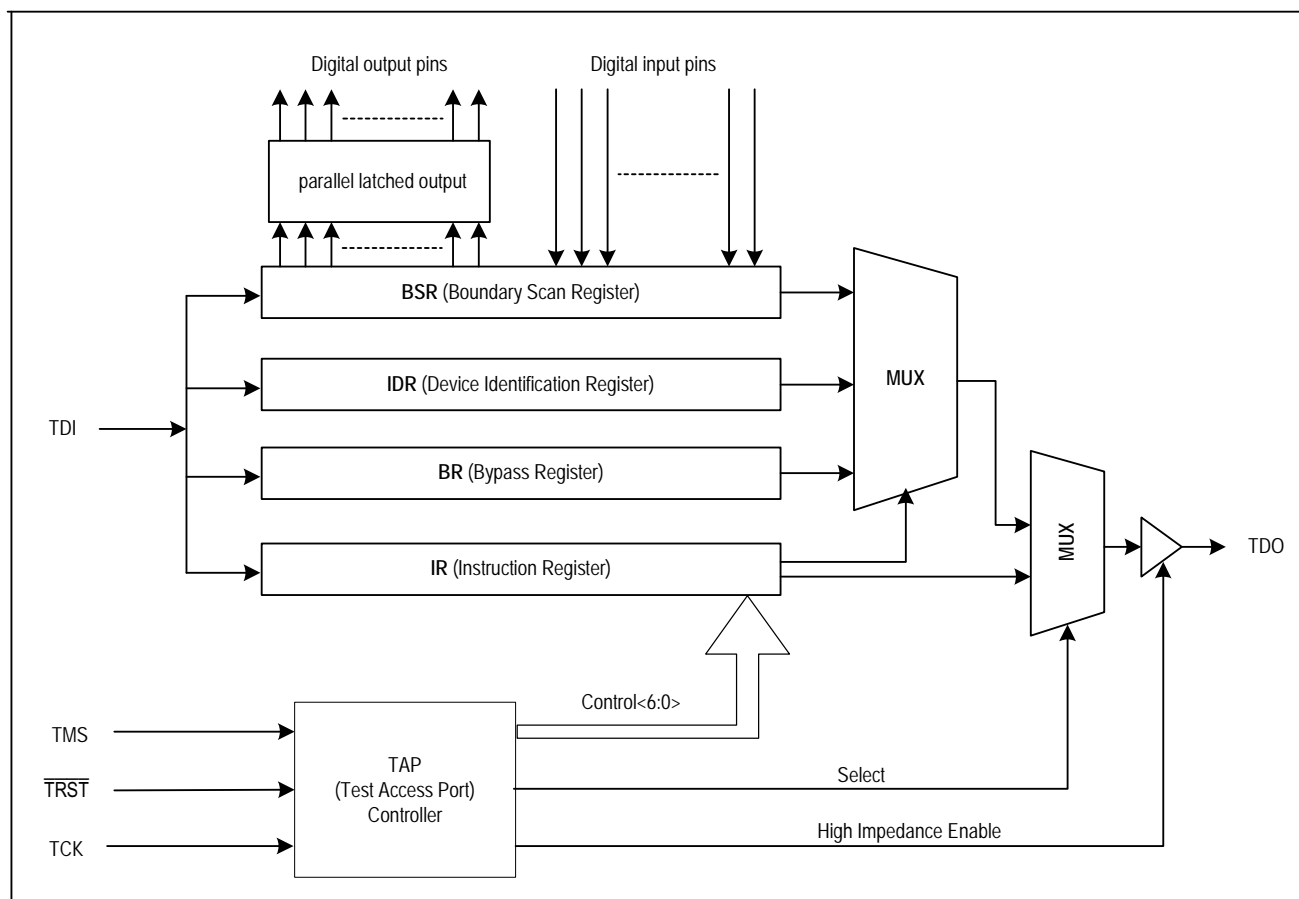 Digital output pins
Digital input pins
parallel latched output
BSR (Boundary Scan Register)
IDR (Device Identification Register)
MUX
TDI
BR (Bypass Register)
MUX
TDO
IR (Instruction Register)
Control<6:0>
TMS
TAP
(Test Access Port)
Controller
TRST
Select
High Impedance Enable
TCK